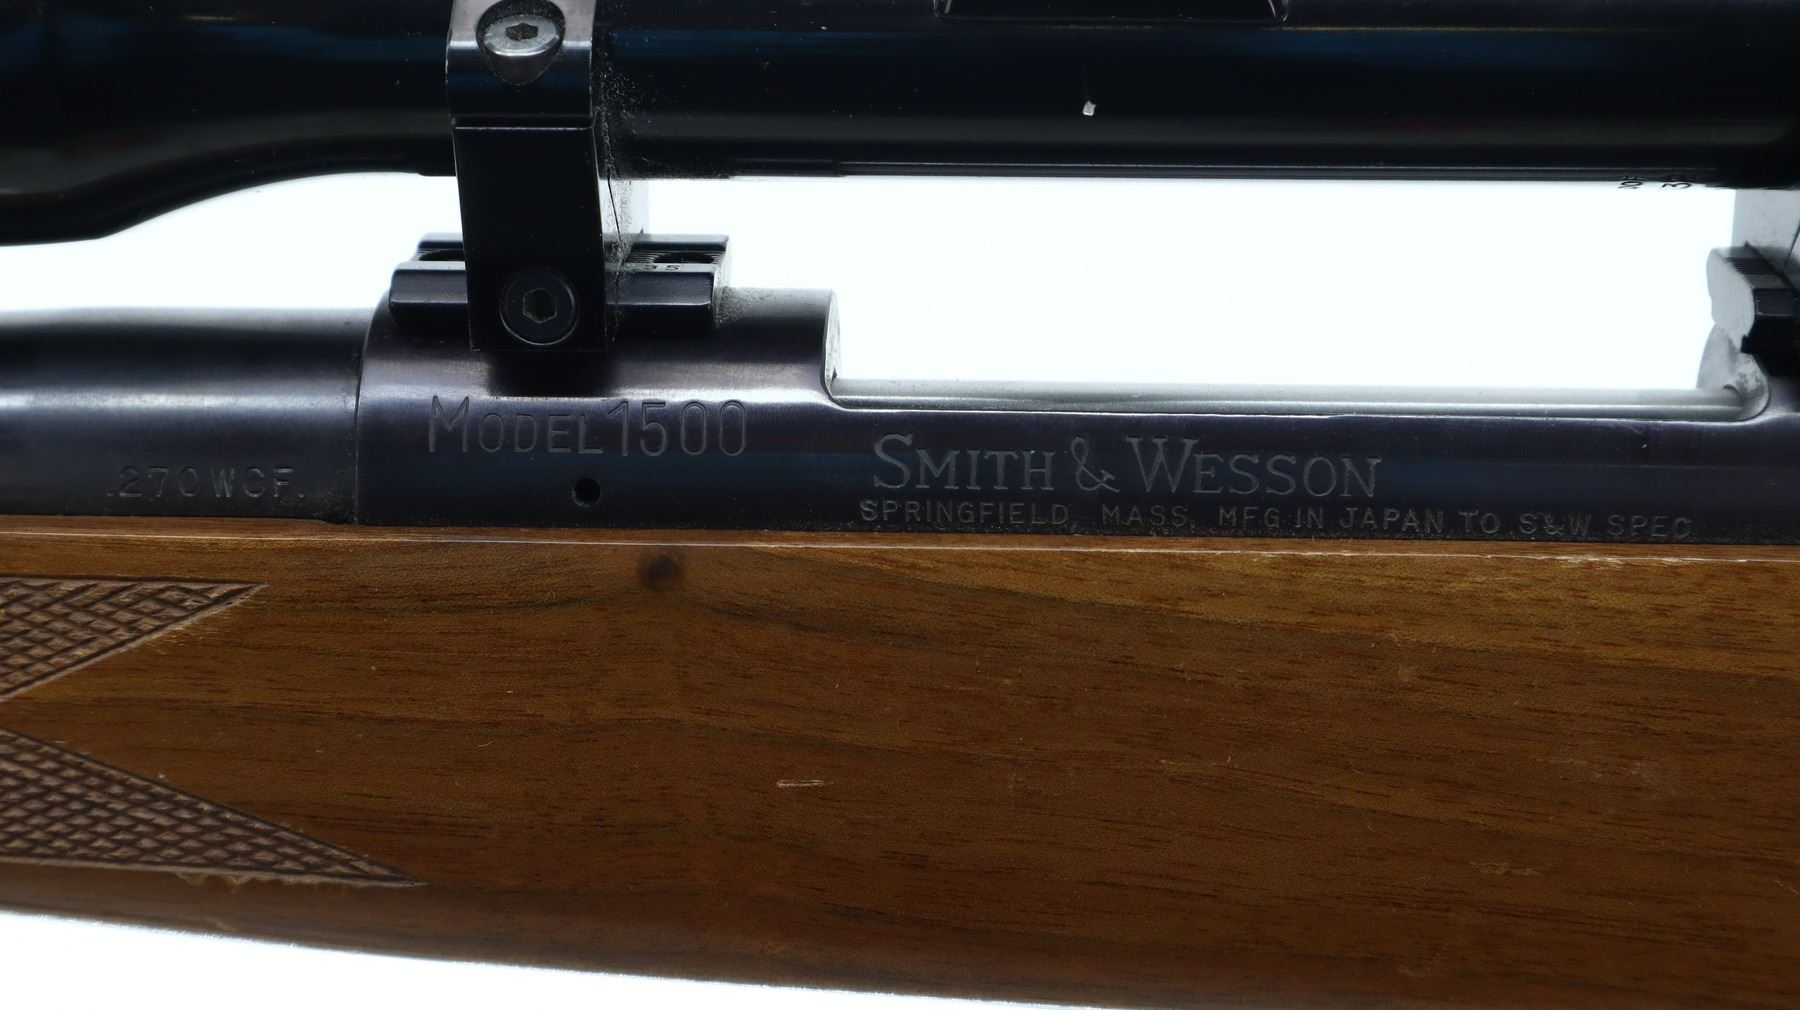 MODEL 1500
.270 WCF.
SMITH & WESSON
SPRINGFIELD, MASS. MFG IN JAPAN TO S&W SPEC